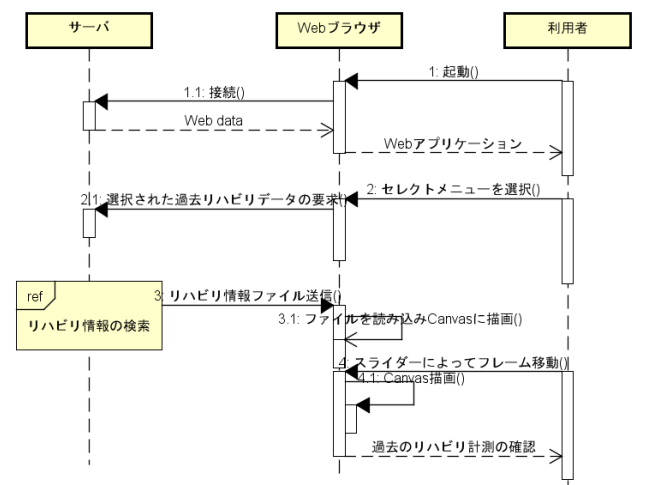 サーバ
Webブラウザ
利用者
1: 起動()
1.1: 接続()
Web data
Webアプリケーション
2: セレクトメニューを選択()
2.1: 選択された過去リハビリデータの要求()
ref
リハビリ情報の検索
3: リハビリ情報ファイル送信()
3.1: ファイルを読み込みCanvasに描画()
4: スライダーによってフレーム移動()
4.1: Canvas描画()
過去のリハビリ計測の確認